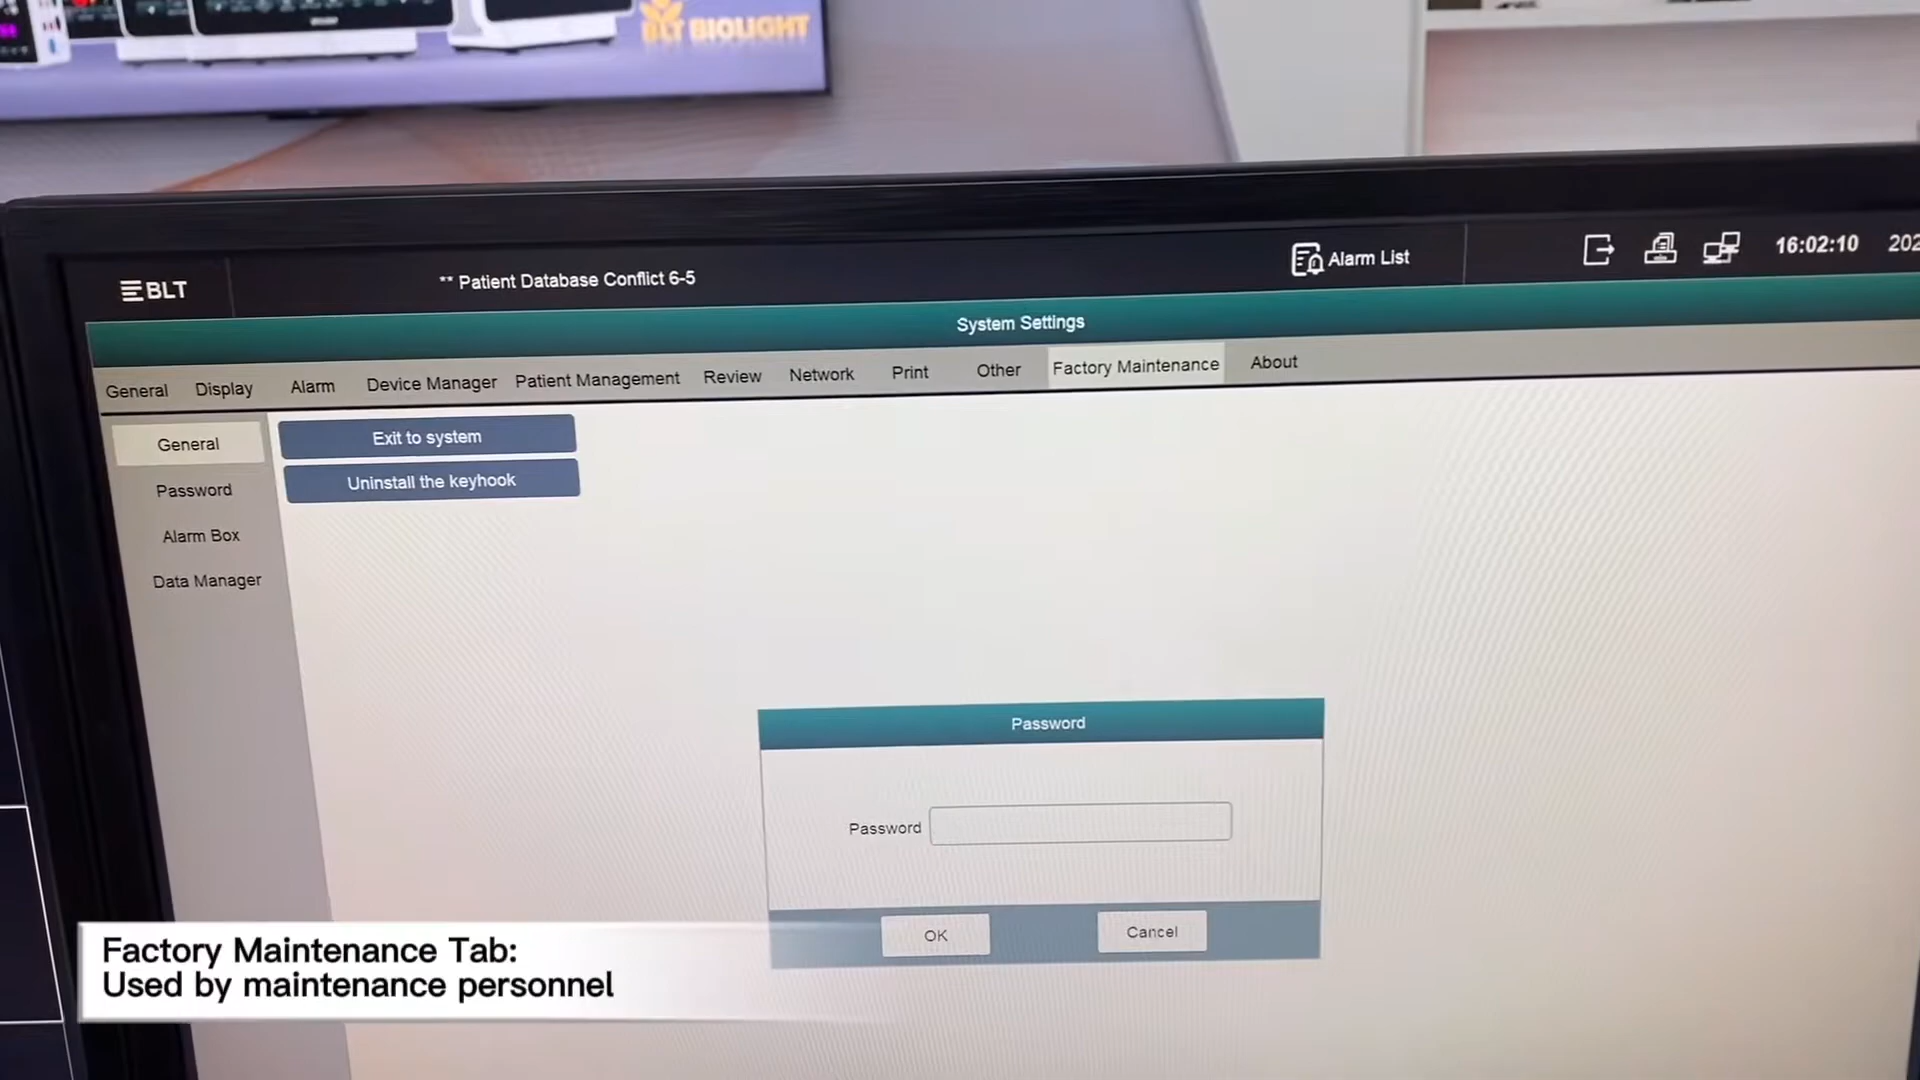 BLT BIOLIGHT
BLT
** Patient Database Conflict 6-5
Alarm List
16:02:10
202
System Settings
General
Display
Alarm
Device Manager
Patient Management
Review
Network
Print
Other
Factory Maintenance
About
General
Password
Alarm Box
Data Manager
Exit to system
Uninstall the keyhook
Password
Password
OK
Cancel
Factory Maintenance Tab:
Used by maintenance personnel